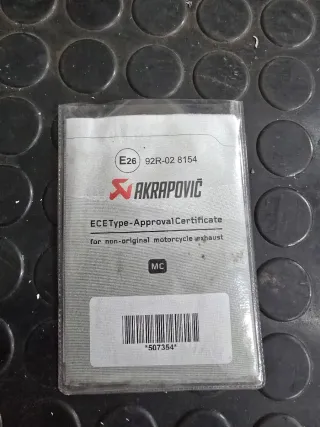 E26 92R-02 8154
AKRAPOVIČ
ECE Type-Approval Certificate
for non-original motorcycle exhaust
MC
*507354*